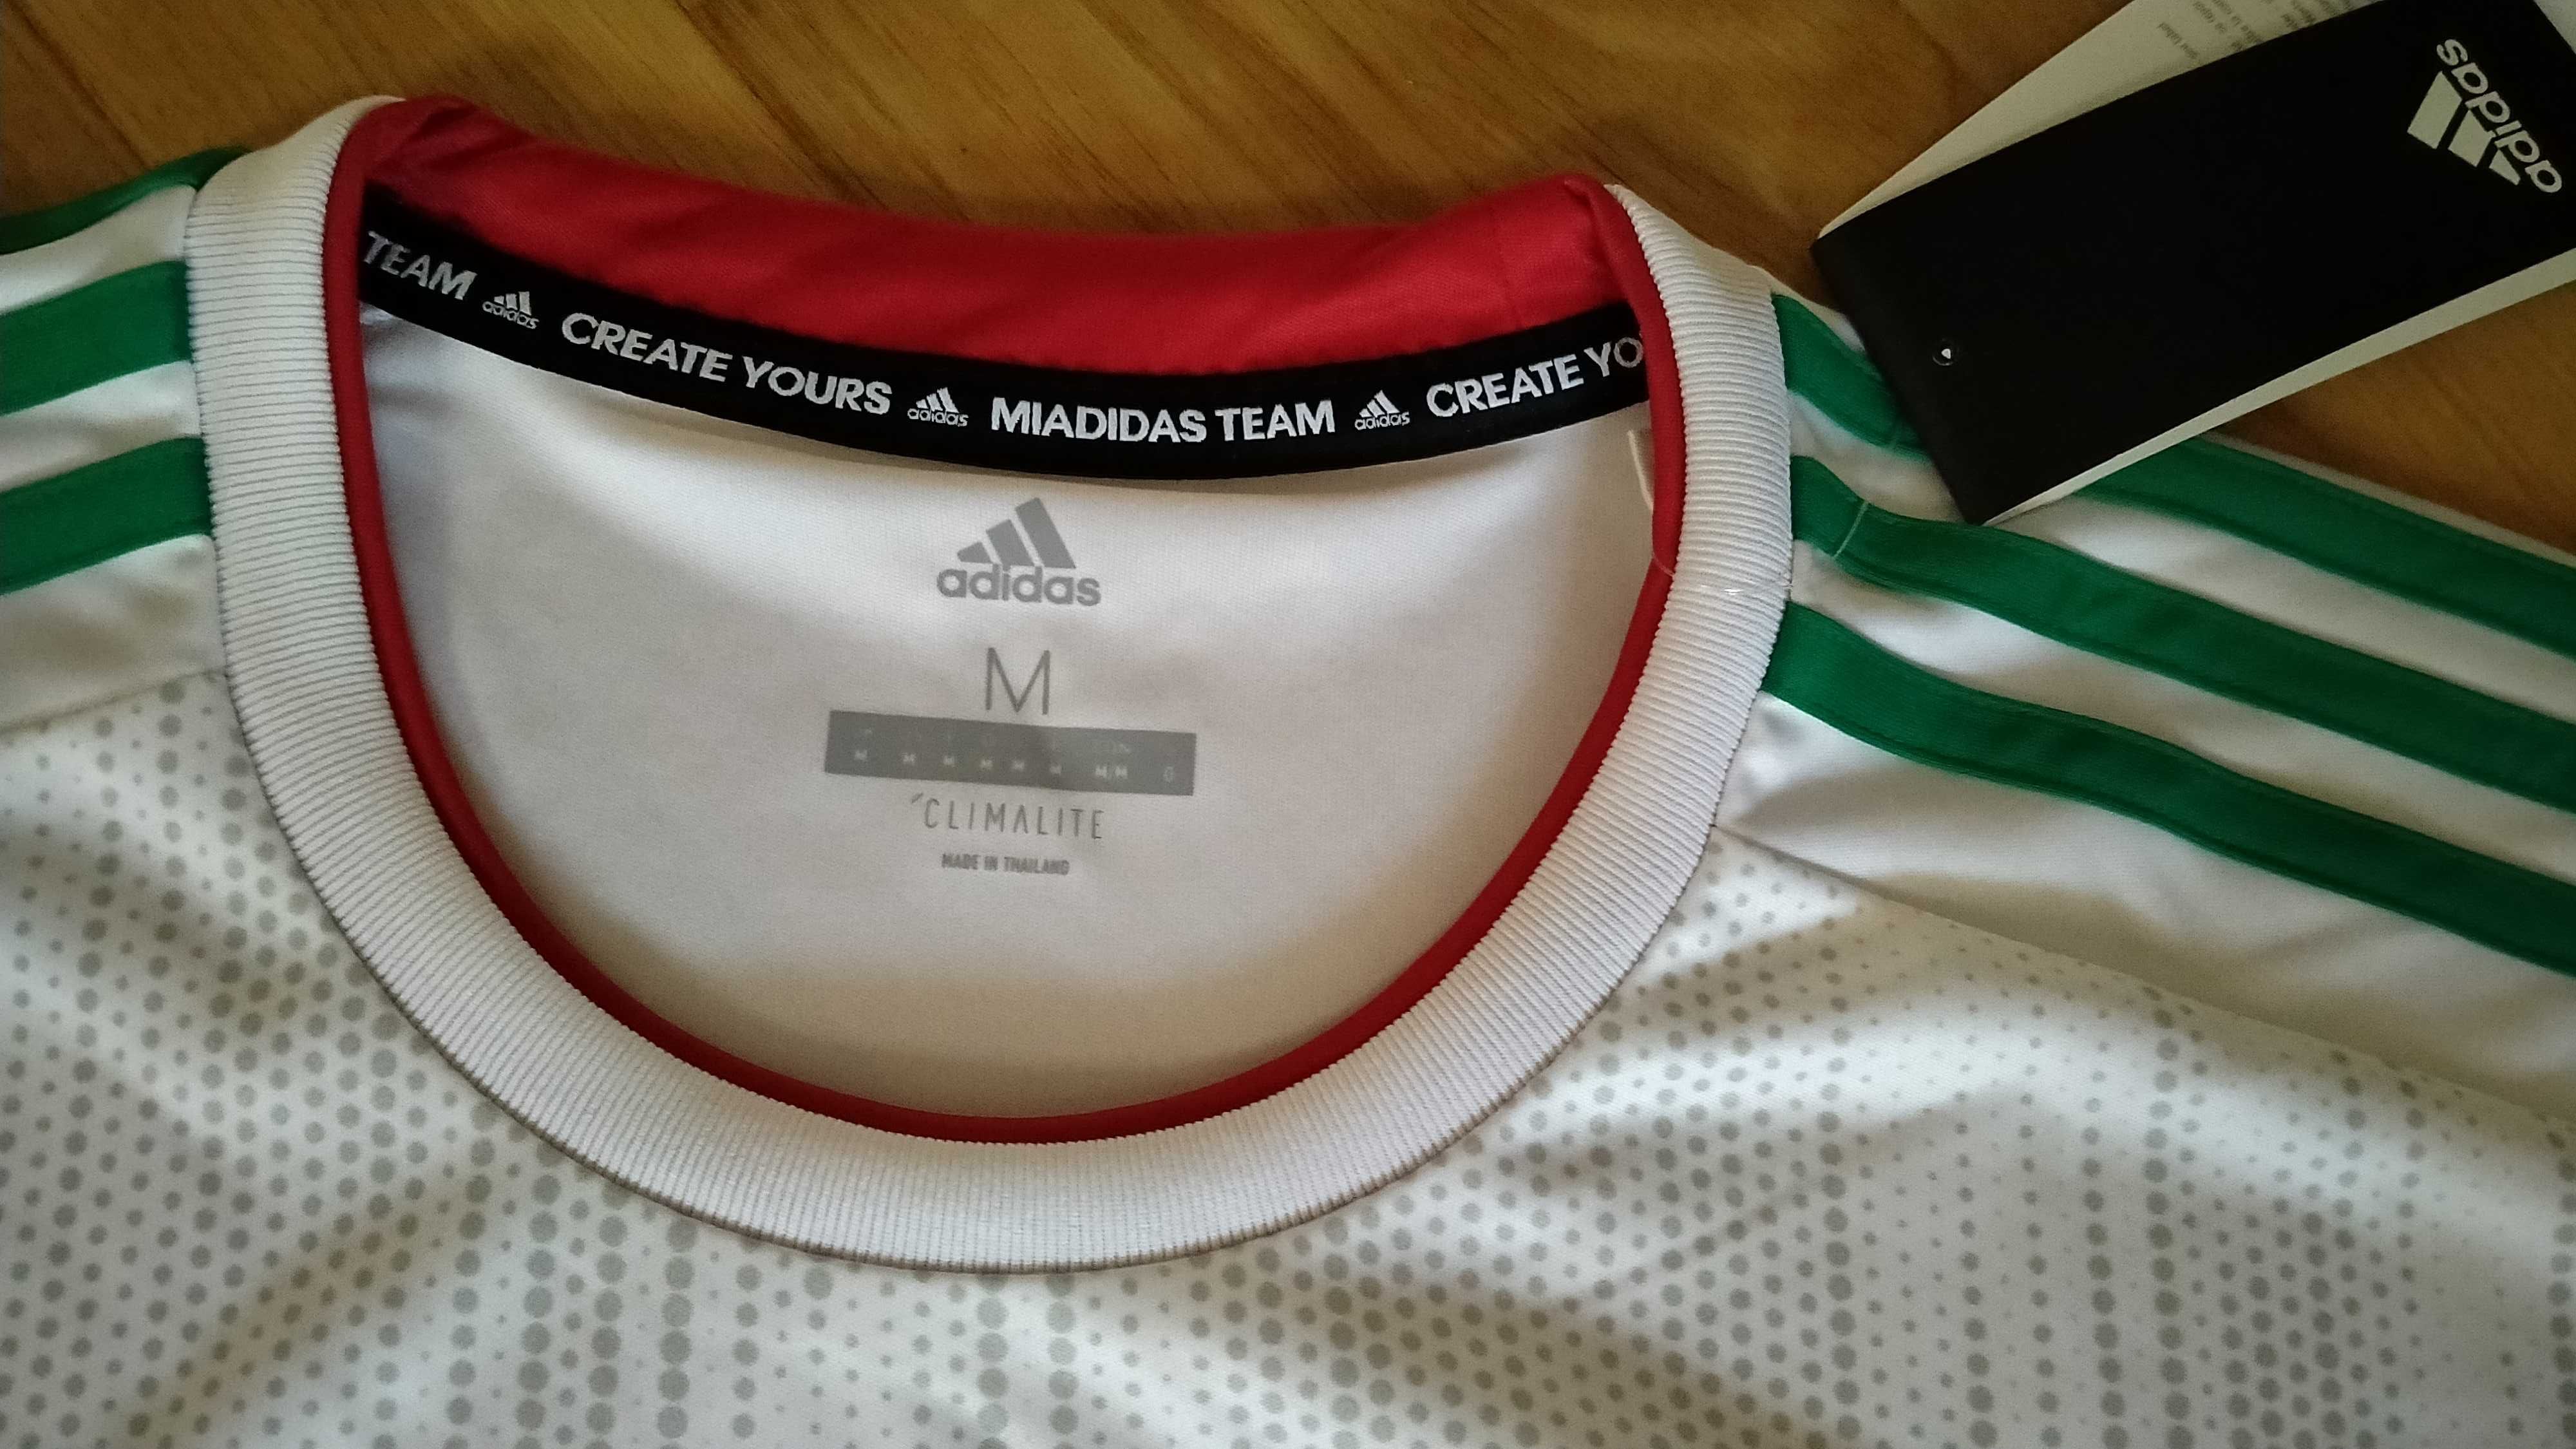 adidas
TEAM adidas CREATE YOURS adidas MIADIDAS TEAM adidas CREATE YO
adidas
M
M M M M M M M/M G
CLIMALITE
MADE IN THAILAND